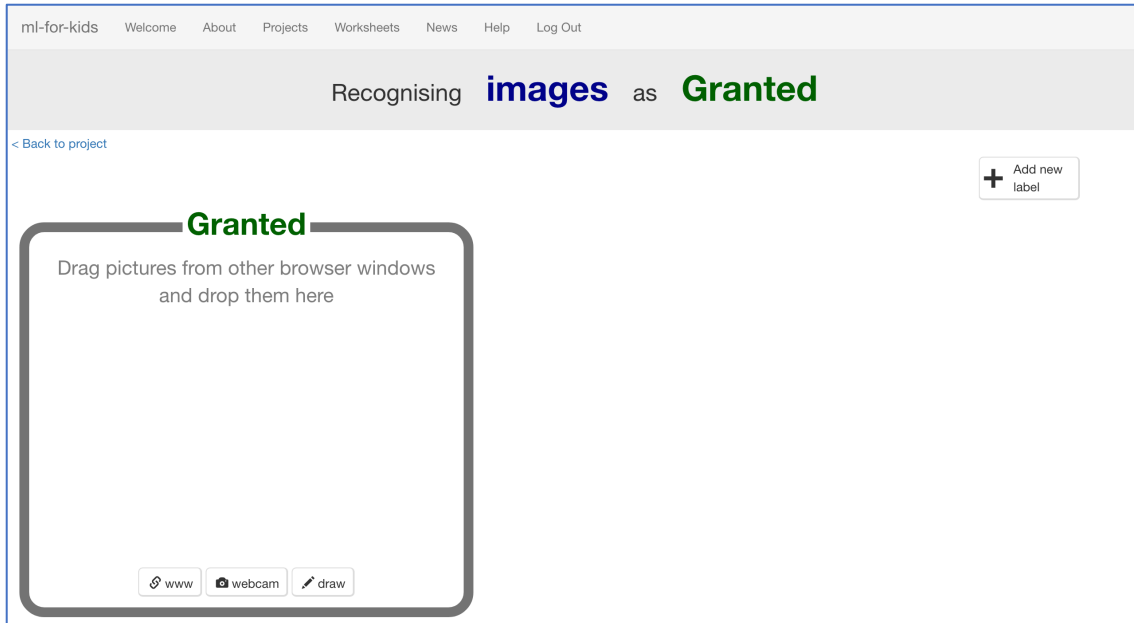 ml-for-kids Welcome About Projects Worksheets News Help Log Out
Recognising images as Granted
< Back to project
Add new
label
Granted
Drag pictures from other browser windows
and drop them here
www webcam draw